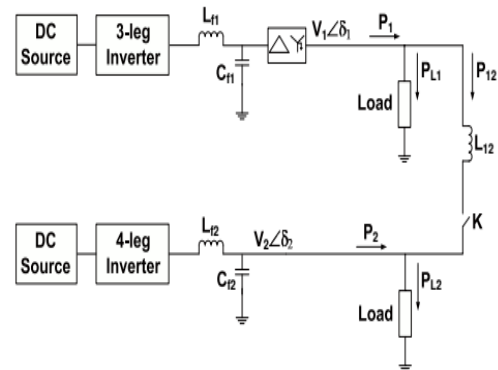 DC
Source
3-leg
Inverter
Lf1
Cf1
Δ Y
V1∠δ1
P1
PL1
P12
Load
L12
K
DC
Source
4-leg
Inverter
Lf2
Cf2
V2∠δ2
P2
PL2
Load